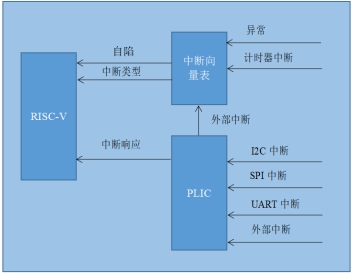 异常
自陷
中断向
量表
计时器中断
中断类型
RISC-V
外部中断
中断响应
I2C 中断
SPI 中断
PLIC
UART 中断
外部中断